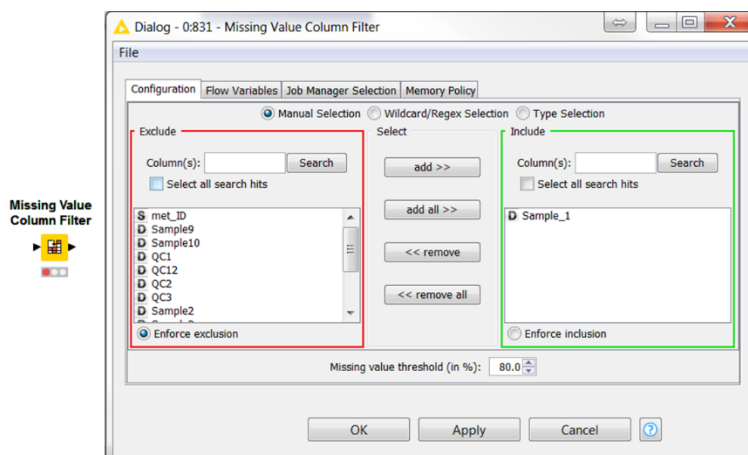 Dialog - 0:831 - Missing Value Column Filter
File
Configuration Flow Variables Job Manager Selection Memory Policy
Manual Selection Wildcard/Regex Selection Type Selection
Exclude Select Include
Column(s): Search add >> Column(s): Search
Select all search hits Select all search hits
add all >>
Missing Value
Column Filter
S met_ID
D Sample9
D Sample10
D QC1
D QC12
D QC2
D QC3
D Sample2
D Sample_1
<< remove
<< remove all
Enforce exclusion Enforce inclusion
Missing value threshold (in %): 80.0
OK Apply Cancel ?